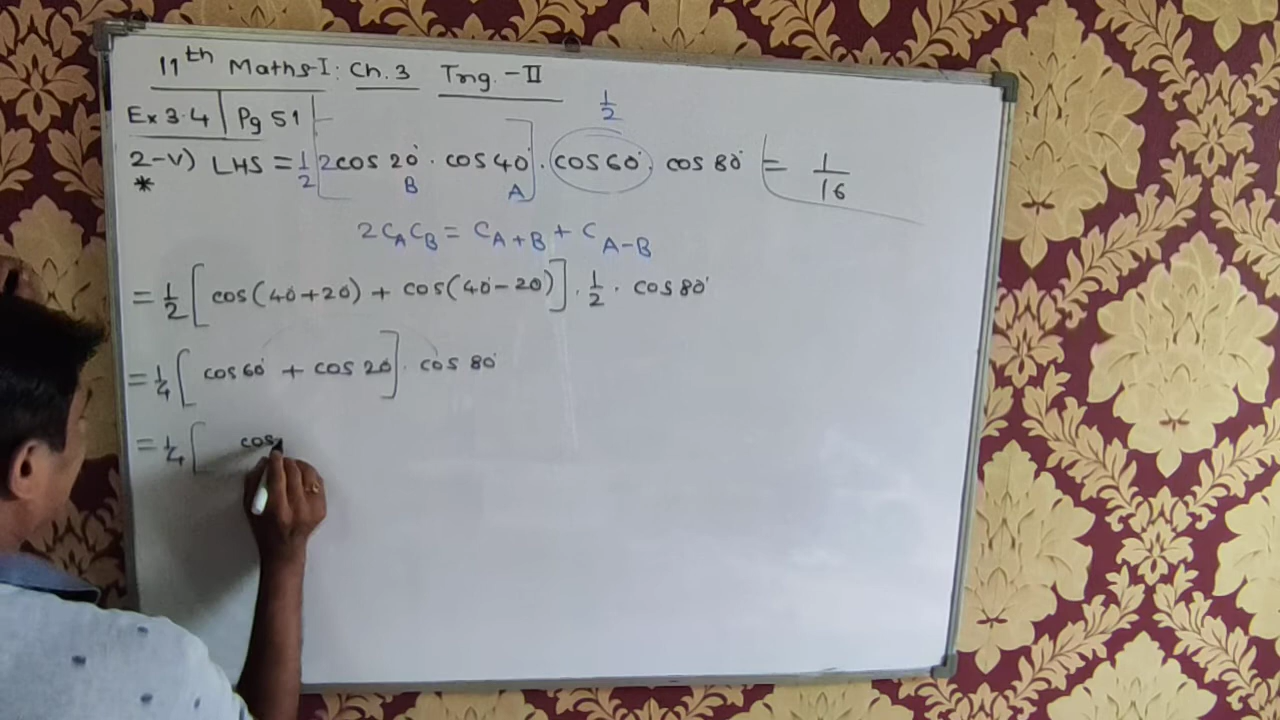 11th Maths-I: Ch.3 Trig.-II
Ex 3.4 | Pg 51
1/2
2-v) LHS = 1/2 [2cos 20° · cos 40°] · cos 60° · cos 80° = 1/16
* B A
2C_A C_B = C_A+B + C_A-B
= 1/2 [cos(40+20) + cos(40-20)] · 1/2 · cos 80°
= 1/4 [cos 60° + cos 20] · cos 80°
= 1/4 [ cos